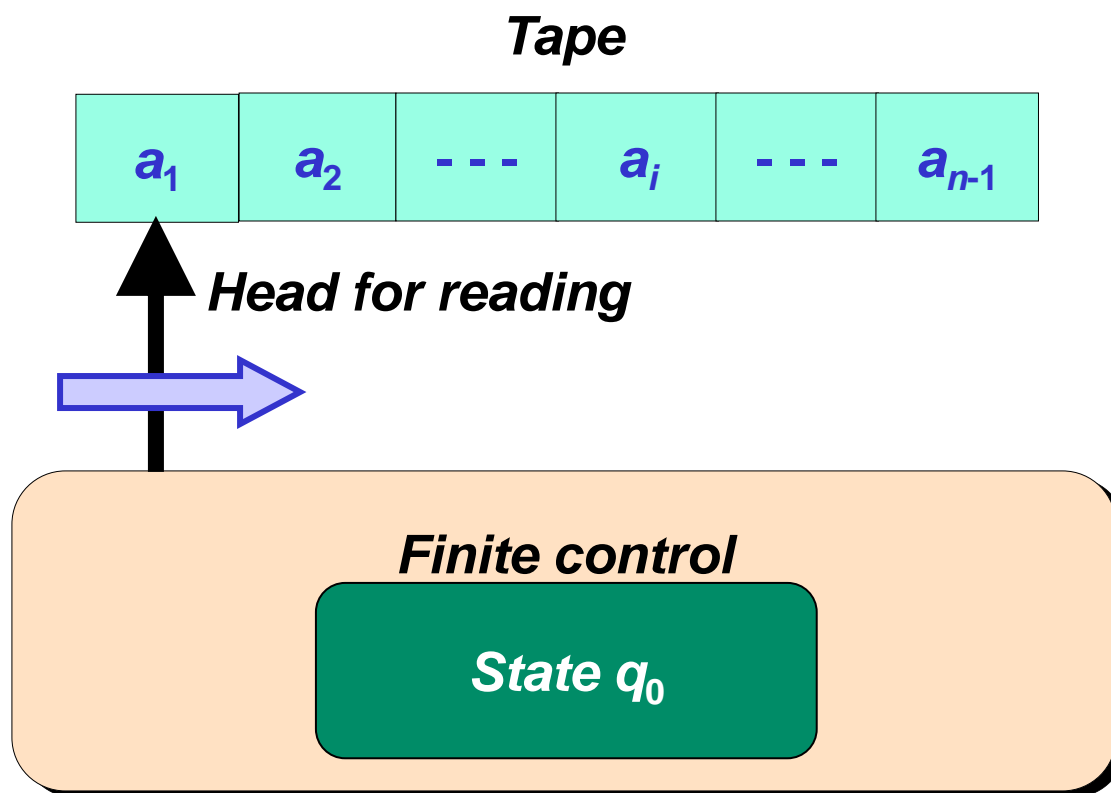 Tape
a₁ a₂ - - - aᵢ - - - aₙ₋₁
Head for reading
Finite control
State q₀